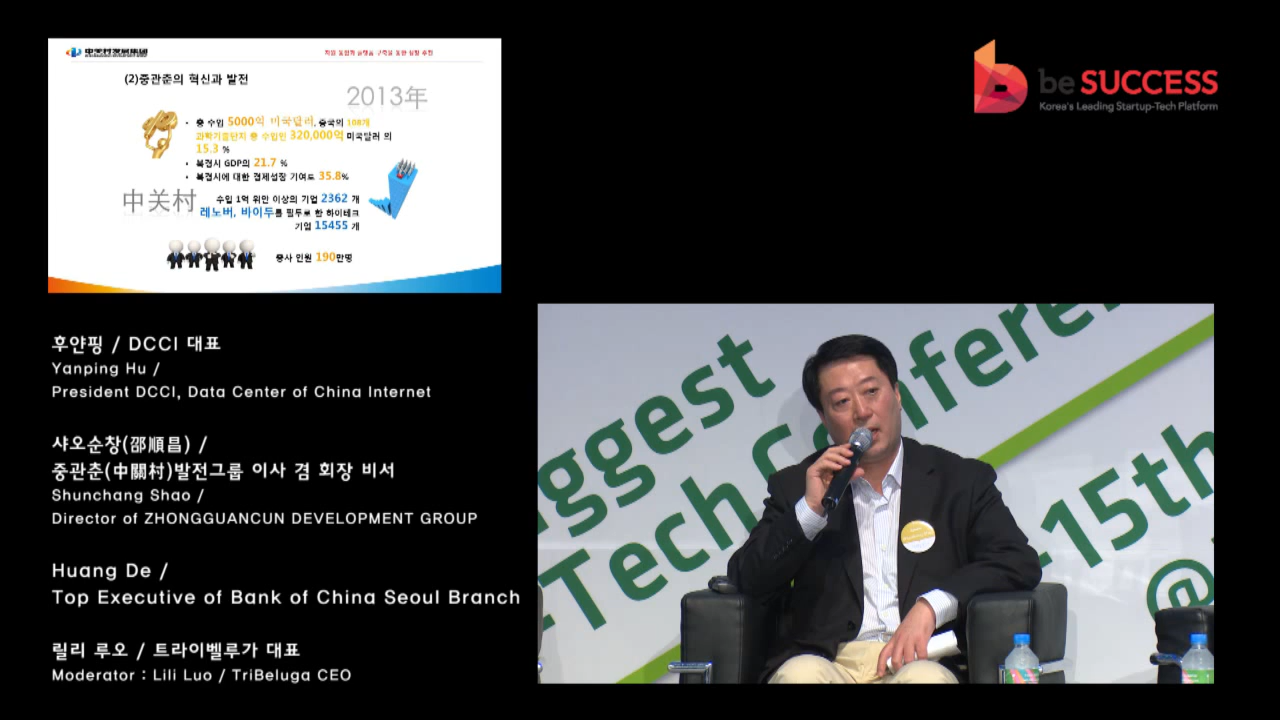 中关村发展集团
(2)중관춘의 혁신과 발전
2013年
• 총 수입 5000억 미국달러, 중국의 108개
과학기술단지 총 수입인 320,000억 미국달러 의
15.3 %
• 북경시 GDP의 21.7 %
• 북경시에 대한 경제성장 기여도 35.8%
中关村
수입 1억 위안 이상의 기업 2362 개
레노버, 바이두를 필두로 한 하이테크
기업 15455 개
종사 인원 190만명
be SUCCESS
Korea's Leading Startup-Tech Platform
후얀핑 / DCCI 대표
Yanping Hu /
President DCCI, Data Center of China Internet
샤오순창(邵順昌) /
중관춘(中關村)발전그룹 이사 겸 회장 비서
Shunchang Shao /
Director of ZHONGGUANCUN DEVELOPMENT GROUP
Huang De /
Top Executive of Bank of China Seoul Branch
릴리 루오 / 트라이벨루가 대표
Moderator : Lili Luo / TriBeluga CEO
ggest
Tech Conferen
-15th
@